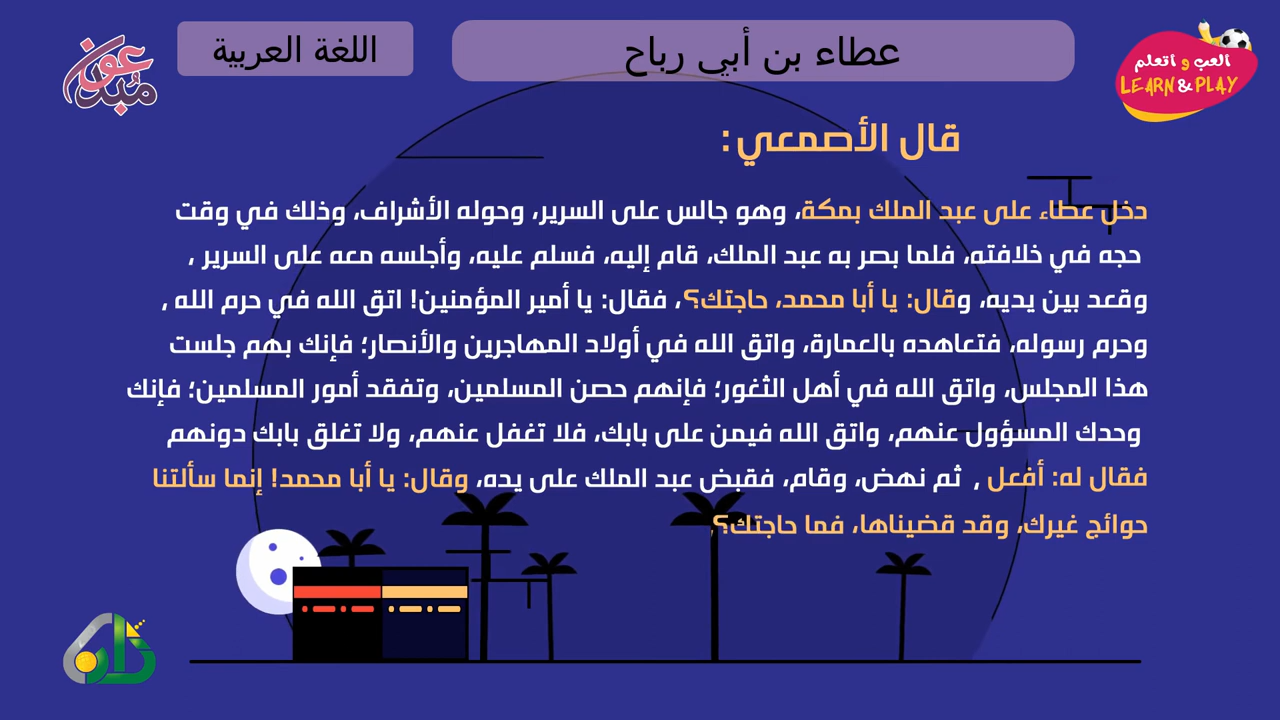 عطاء بن أبي رباح
اللغة العربية
مبدعون
العب و اتعلم
LEARN & PLAY
قال الأصمعي :
دخل عطاء على عبد الملك بمكة، وهو جالس على السرير، وحوله الأشراف، وذلك في وقت
حجه في خلافته، فلما بصر به عبد الملك، قام إليه، فسلم عليه، وأجلسه معه على السرير ،
وقعد بين يديه، وقال: يا أبا محمد، حاجتك؟، فقال: يا أمير المؤمنين! اتق الله في حرم الله ،
وحرم رسوله، فتعاهده بالعمارة، واتق الله في أولاد المهاجرين والأنصار؛ فإنك بهم جلست
هذا المجلس، واتق الله في أهل الثغور؛ فإنهم حصن المسلمين، وتفقد أمور المسلمين؛ فإنك
وحدك المسؤول عنهم، واتق الله فيمن على بابك، فلا تغفل عنهم، ولا تغلق بابك دونهم
فقال له: أفعل ، ثم نهض، وقام، فقبض عبد الملك على يده، وقال: يا أبا محمد! إنما سألتنا
حوائج غيرك، وقد قضيناها، فما حاجتك؟,